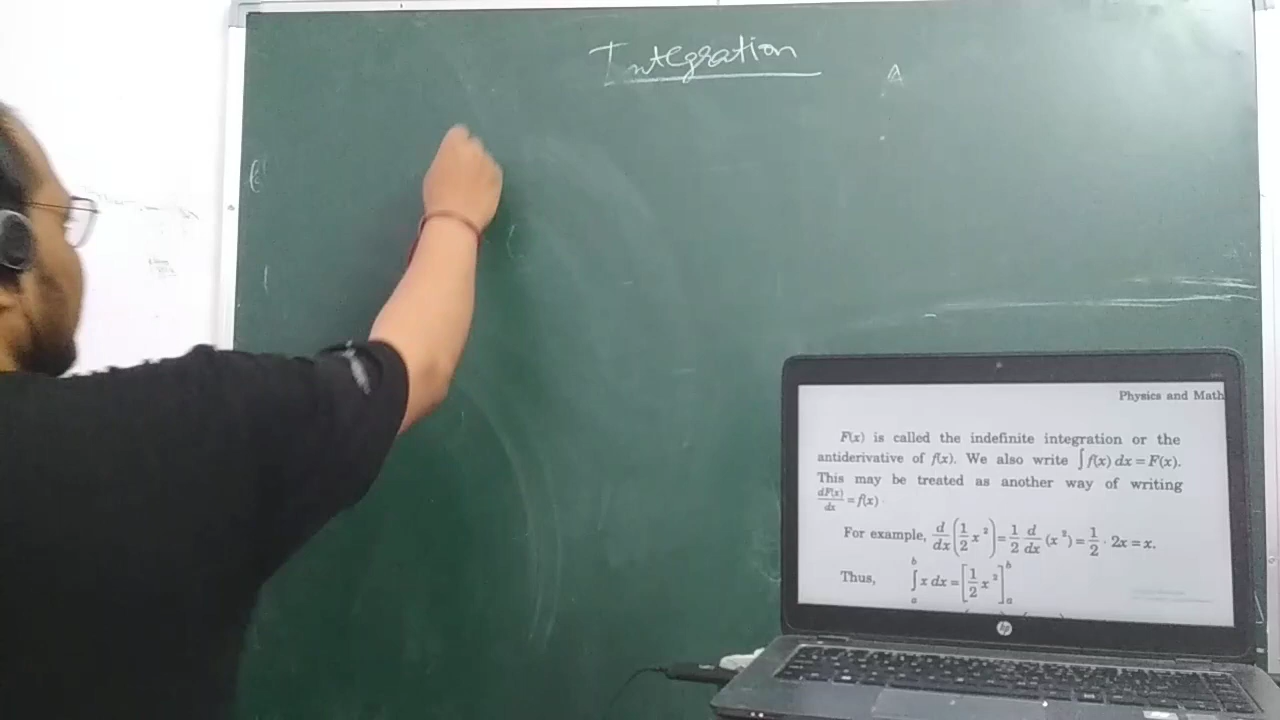 Integration
A
Physics and Math
F(x) is called the indefinite integration or the
antiderivative of f(x). We also write ∫ f(x) dx = F(x).
This may be treated as another way of writing
dF(x)/dx = f(x)
For example, d/dx (1/2 x²) = 1/2 d/dx (x²) = 1/2 · 2x = x.
Thus, ∫ₐᵇ x dx = [1/2 x²]ₐᵇ
hp